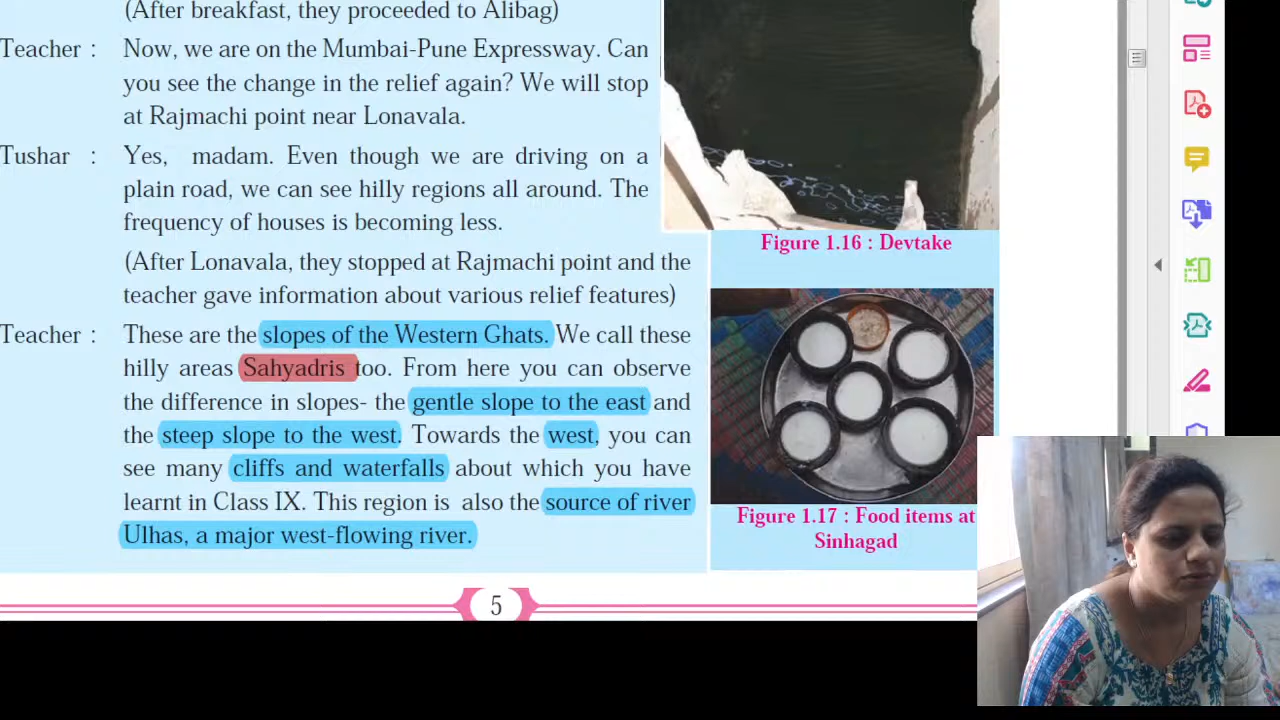 (After breakfast, they proceeded to Alibag)
Teacher : Now, we are on the Mumbai-Pune Expressway. Can
you see the change in the relief again? We will stop
at Rajmachi point near Lonavala.
Tushar : Yes, madam. Even though we are driving on a
plain road, we can see hilly regions all around. The
frequency of houses is becoming less.
(After Lonavala, they stopped at Rajmachi point and the
teacher gave information about various relief features)
Teacher : These are the slopes of the Western Ghats. We call these
hilly areas Sahyadris too. From here you can observe
the difference in slopes- the gentle slope to the east and
the steep slope to the west. Towards the west, you can
see many cliffs and waterfalls about which you have
learnt in Class IX. This region is also the source of river
Ulhas, a major west-flowing river.
Figure 1.16 : Devtake
Figure 1.17 : Food items at
Sinhagad
5